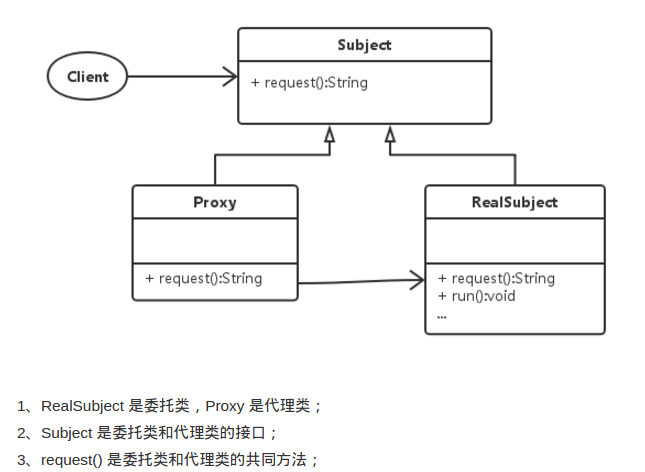 Subject
Client
+ request():String
Proxy
RealSubject
+ request():String
+ request():String
+ run():void
...
1、RealSubject 是委托类，Proxy 是代理类；
2、Subject 是委托类和代理类的接口；
3、request() 是委托类和代理类的共同方法；